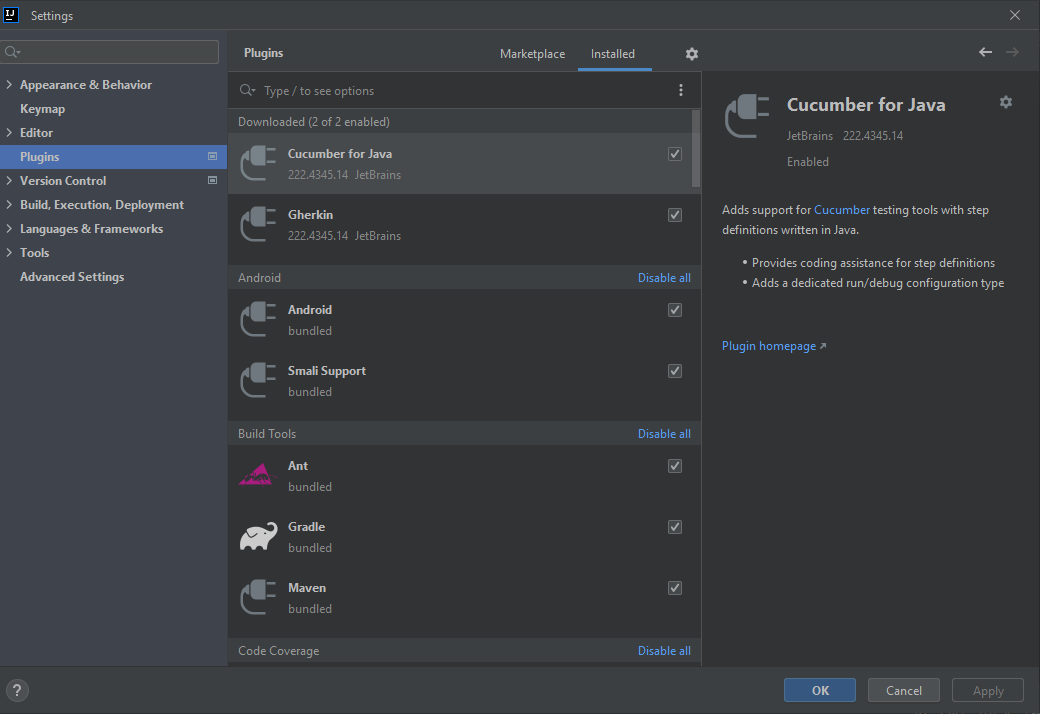 IJ
Settings
Appearance & Behavior
Keymap
Editor
Plugins
Version Control
Build, Execution, Deployment
Languages & Frameworks
Tools
Advanced Settings
Plugins
Marketplace
Installed
Type / to see options
Downloaded (2 of 2 enabled)
Cucumber for Java
222.4345.14 JetBrains
Gherkin
222.4345.14 JetBrains
Android
Disable all
Android
bundled
Smali Support
bundled
Build Tools
Disable all
Ant
bundled
Gradle
bundled
Maven
bundled
Code Coverage
Disable all
Cucumber for Java
JetBrains 222.4345.14
Enabled
Adds support for Cucumber testing tools with step
definitions written in Java.
• Provides coding assistance for step definitions
• Adds a dedicated run/debug configuration type
Plugin homepage ↗
?
OK
Cancel
Apply